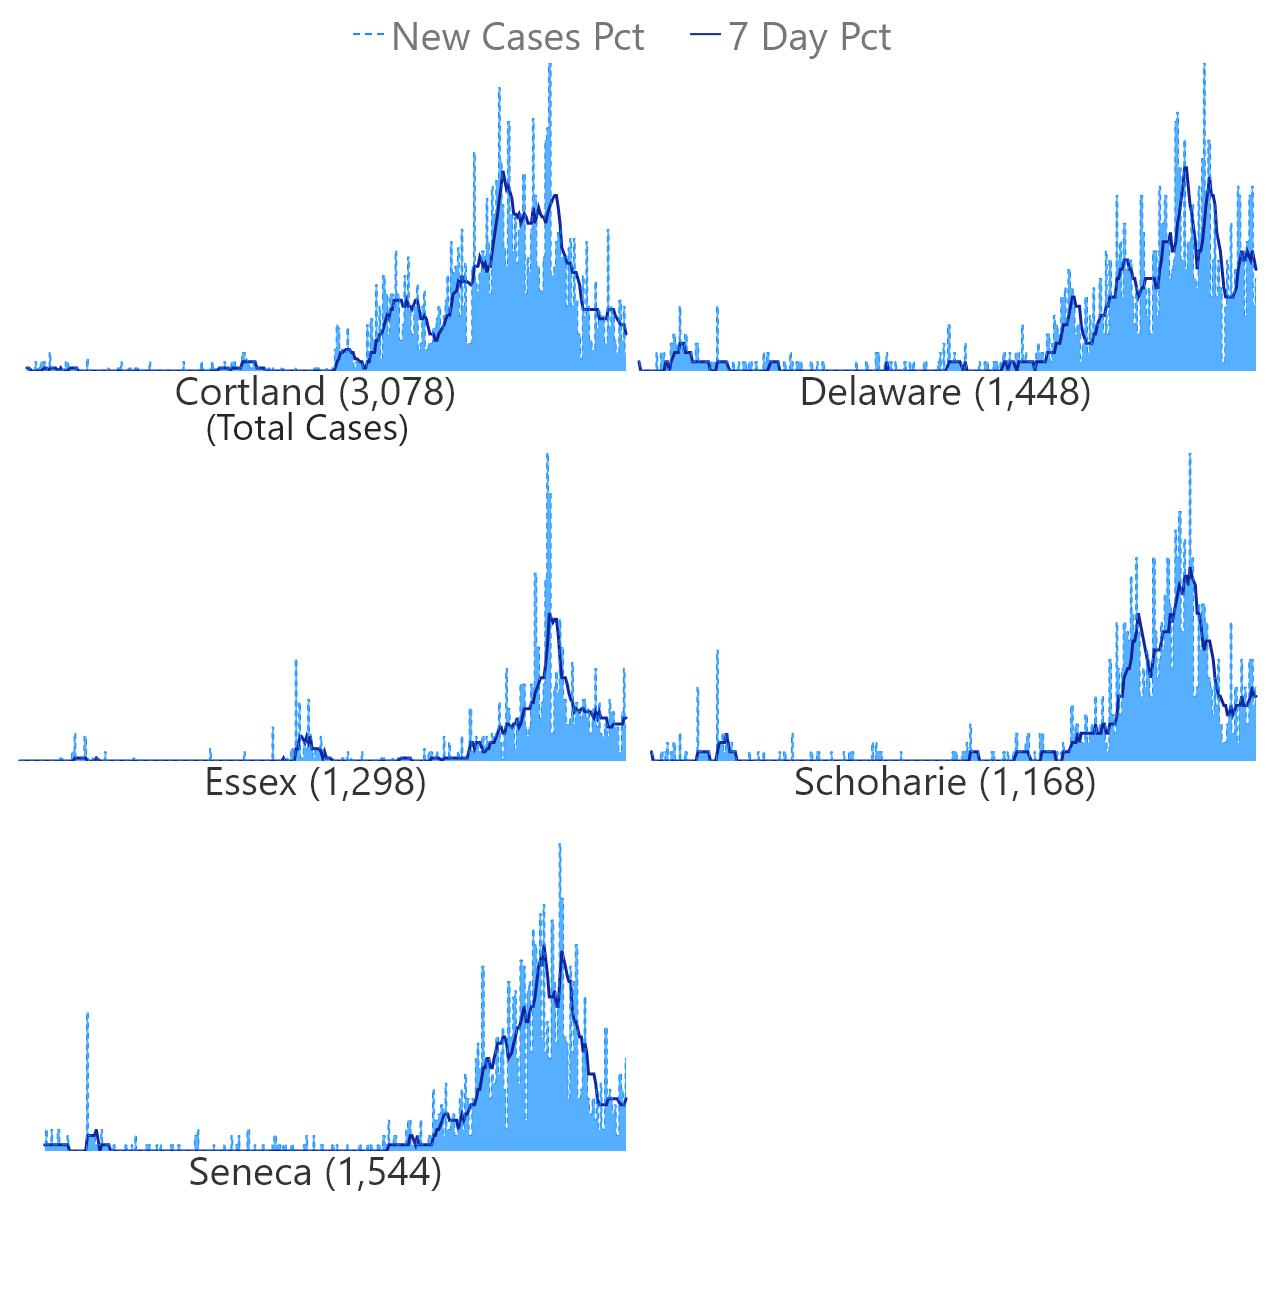 New Cases Pct 7 Day Pct
Cortland (3,078)
(Total Cases)
Delaware (1,448)
Essex (1,298)
Schoharie (1,168)
Seneca (1,544)